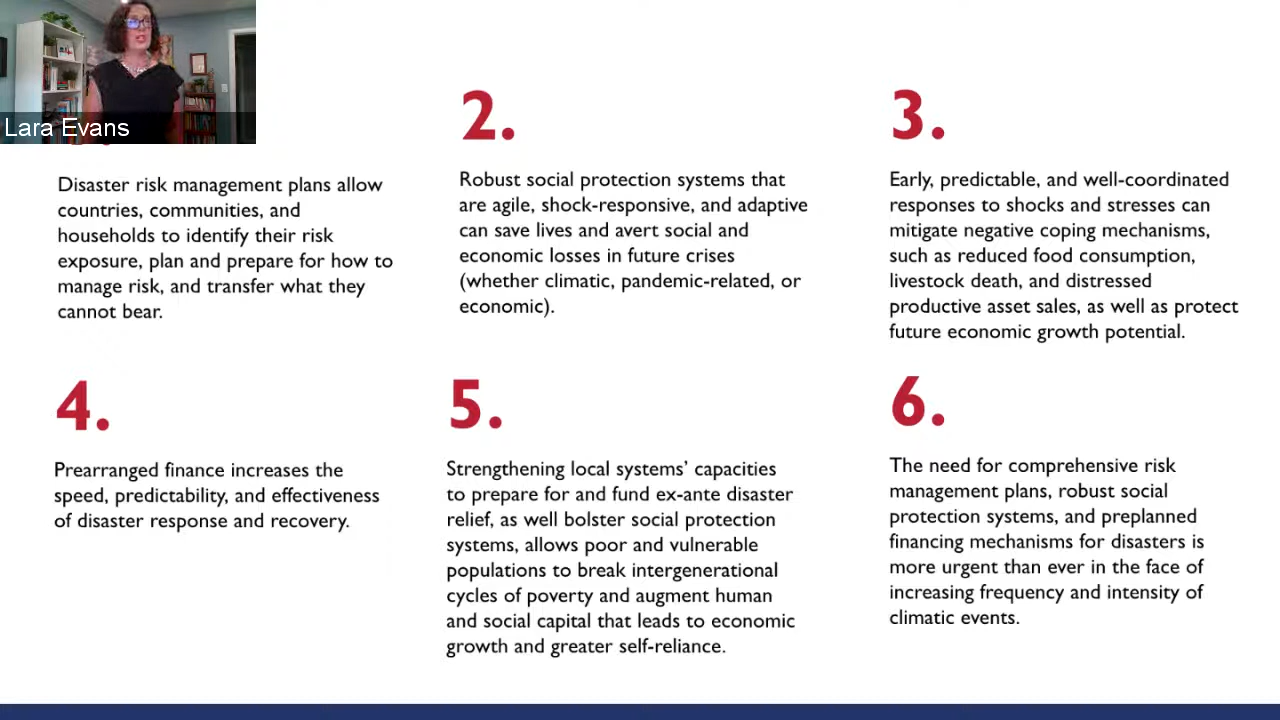 Lara Evans
Disaster risk management plans allow
countries, communities, and
households to identify their risk
exposure, plan and prepare for how to
manage risk, and transfer what they
cannot bear.
2.
Robust social protection systems that
are agile, shock-responsive, and adaptive
can save lives and avert social and
economic losses in future crises
(whether climatic, pandemic-related, or
economic).
3.
Early, predictable, and well-coordinated
responses to shocks and stresses can
mitigate negative coping mechanisms,
such as reduced food consumption,
livestock death, and distressed
productive asset sales, as well as protect
future economic growth potential.
4.
Prearranged finance increases the
speed, predictability, and effectiveness
of disaster response and recovery.
5.
Strengthening local systems’ capacities
to prepare for and fund ex-ante disaster
relief, as well bolster social protection
systems, allows poor and vulnerable
populations to break intergenerational
cycles of poverty and augment human
and social capital that leads to economic
growth and greater self-reliance.
6.
The need for comprehensive risk
management plans, robust social
protection systems, and preplanned
financing mechanisms for disasters is
more urgent than ever in the face of
increasing frequency and intensity of
climatic events.